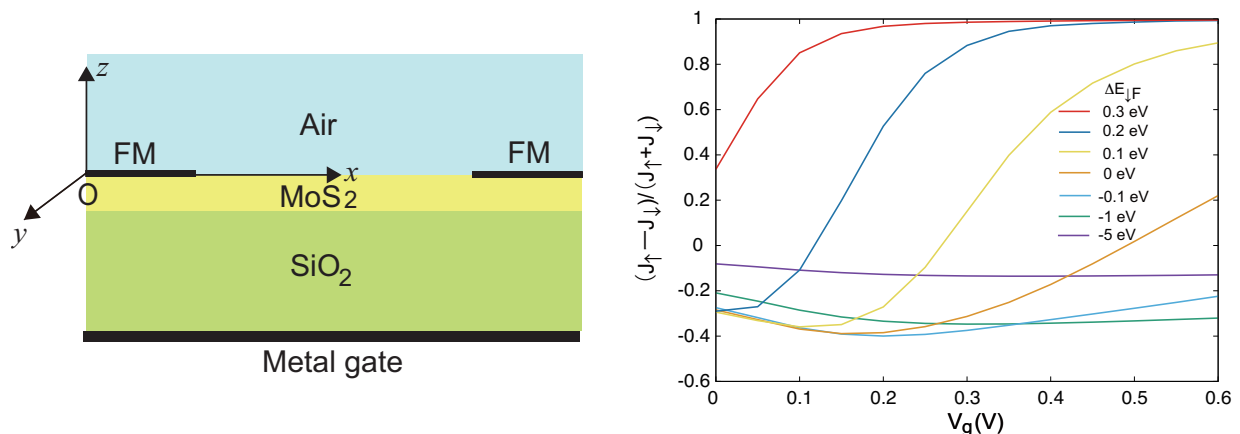 z
Air
FM
FM
O
x
MoS2
y
SiO2
Metal gate
1
0.8
0.6
0.4
0.2
0
-0.2
-0.4
-0.6
(J↑ —J↓)/(J↑+J↓)
ΔE↓F
0.3 eV
0.2 eV
0.1 eV
0 eV
-0.1 eV
-1 eV
-5 eV
0 0.1 0.2 0.3 0.4 0.5 0.6
Vg(V)